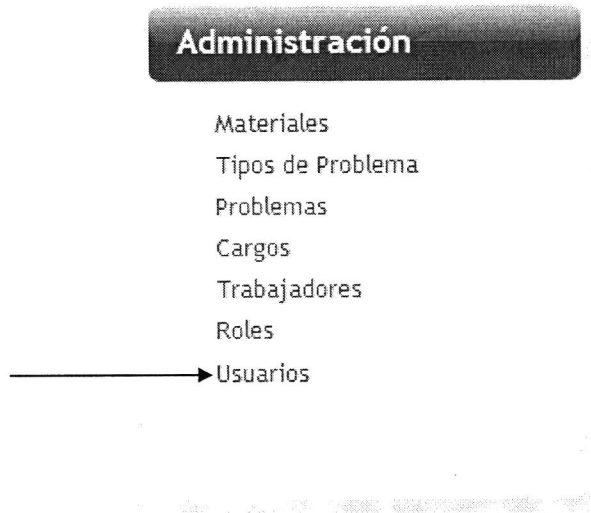 Administración
Materiales
Tipos de Problema
Problemas
Cargos
Trabajadores
Roles
Usuarios